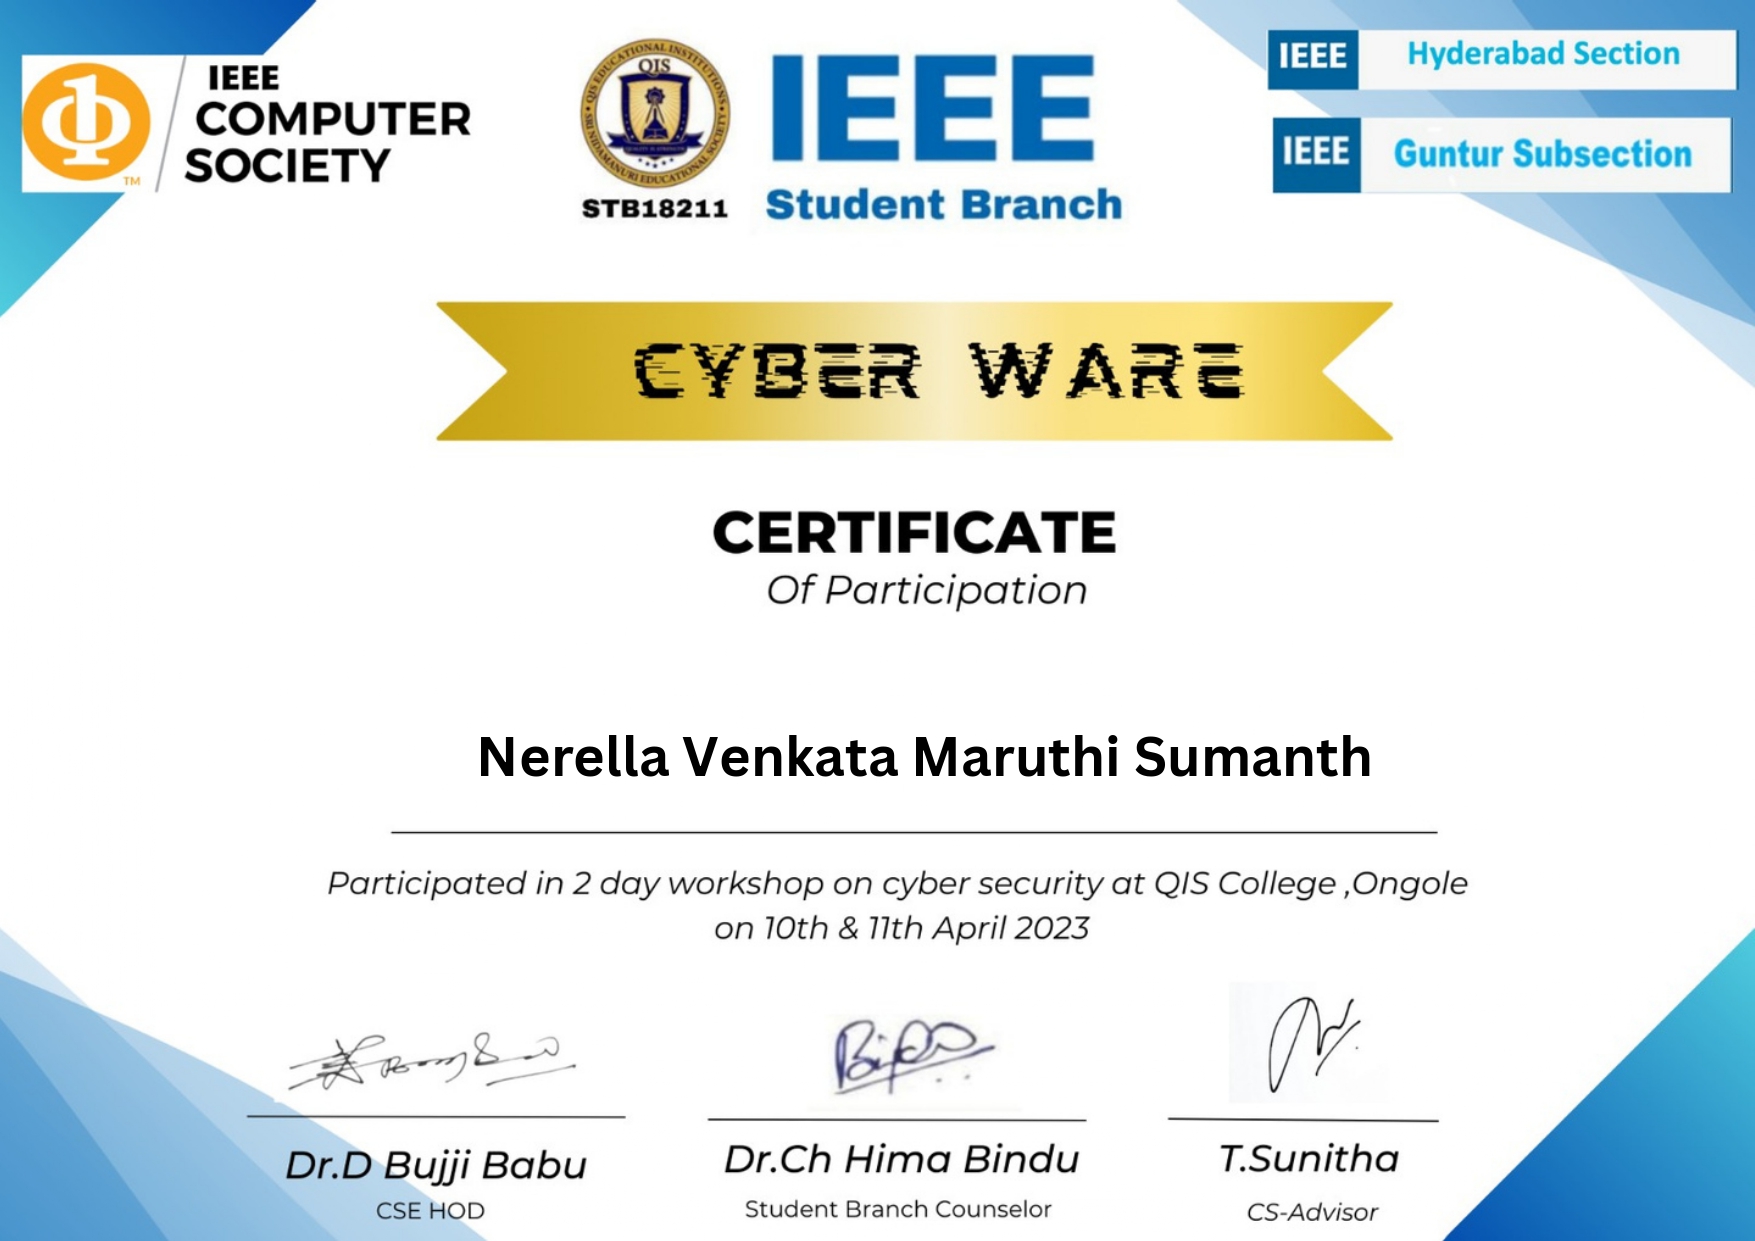 IEEE
COMPUTER
SOCIETY
TM
QIS EDUCATIONAL INSTITUTIONS
QIS
SRI NIDAMANURI EDUCATIONAL SOCIETY
STB18211
IEEE
Student Branch
IEEE Hyderabad Section
IEEE Guntur Subsection
CYBER WARE
CERTIFICATE
Of Participation
Nerella Venkata Maruthi Sumanth
Participated in 2 day workshop on cyber security at QIS College ,Ongole
on 10th & 11th April 2023
Dr.D Bujji Babu
CSE HOD
Dr.Ch Hima Bindu
Student Branch Counselor
T.Sunitha
CS-Advisor